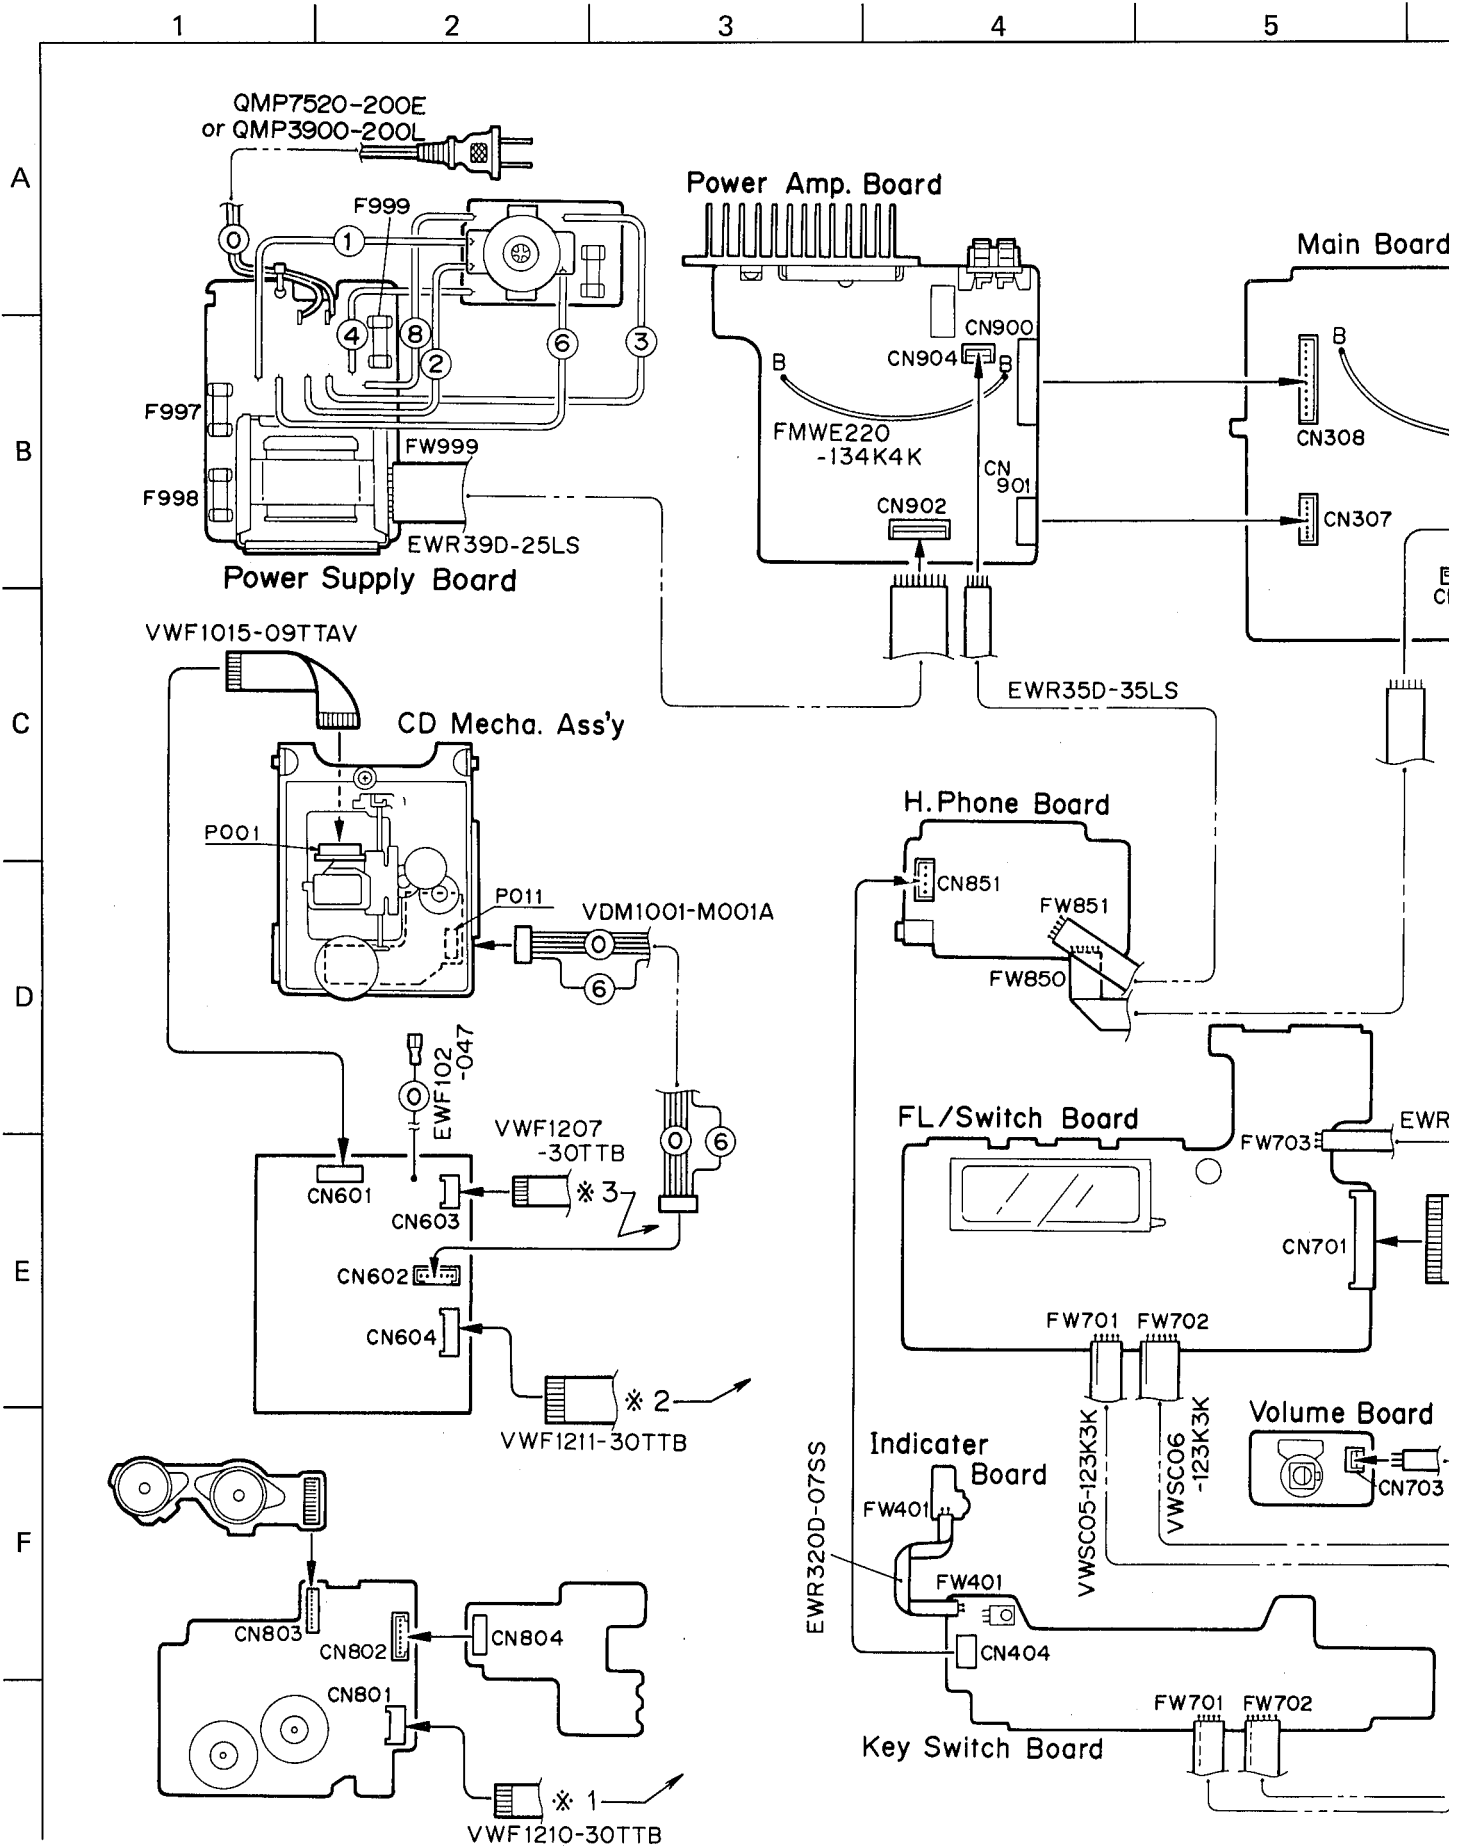 1 2 3 4 5
A
B
C
D
E
F
QMP7520-200E
or QMP3900-200L
F999
0
1
4
8
2
6
3
F997
F998
FW999
EWR39D-25LS
Power Supply Board
Power Amp. Board
CN900
CN904
B
B
FMWE220
-134K4K
CN
901
CN902
Main Board
B
CN308
CN307
VWF1015-09TTAV
CD Mecha. Ass'y
P001
P011
VDM1001-M001A
0
6
EWR35D-35LS
H.Phone Board
CN851
FW851
FW850
0
EWF102
-047
VWF1207
-30TTB
※ 3
0
6
CN601
CN603
CN602
CN604
※ 2
VWF1211-30TTB
FL/Switch Board
FW703
EWR
CN701
FW701 FW702
VWSC05-123K3K
VWSC06
-123K3K
Volume Board
CN703
Indicater
Board
FW401
EWR320D-07SS
FW401
CN404
FW701 FW702
Key Switch Board
CN803
CN802
CN804
CN801
※ 1
VWF1210-30TTB